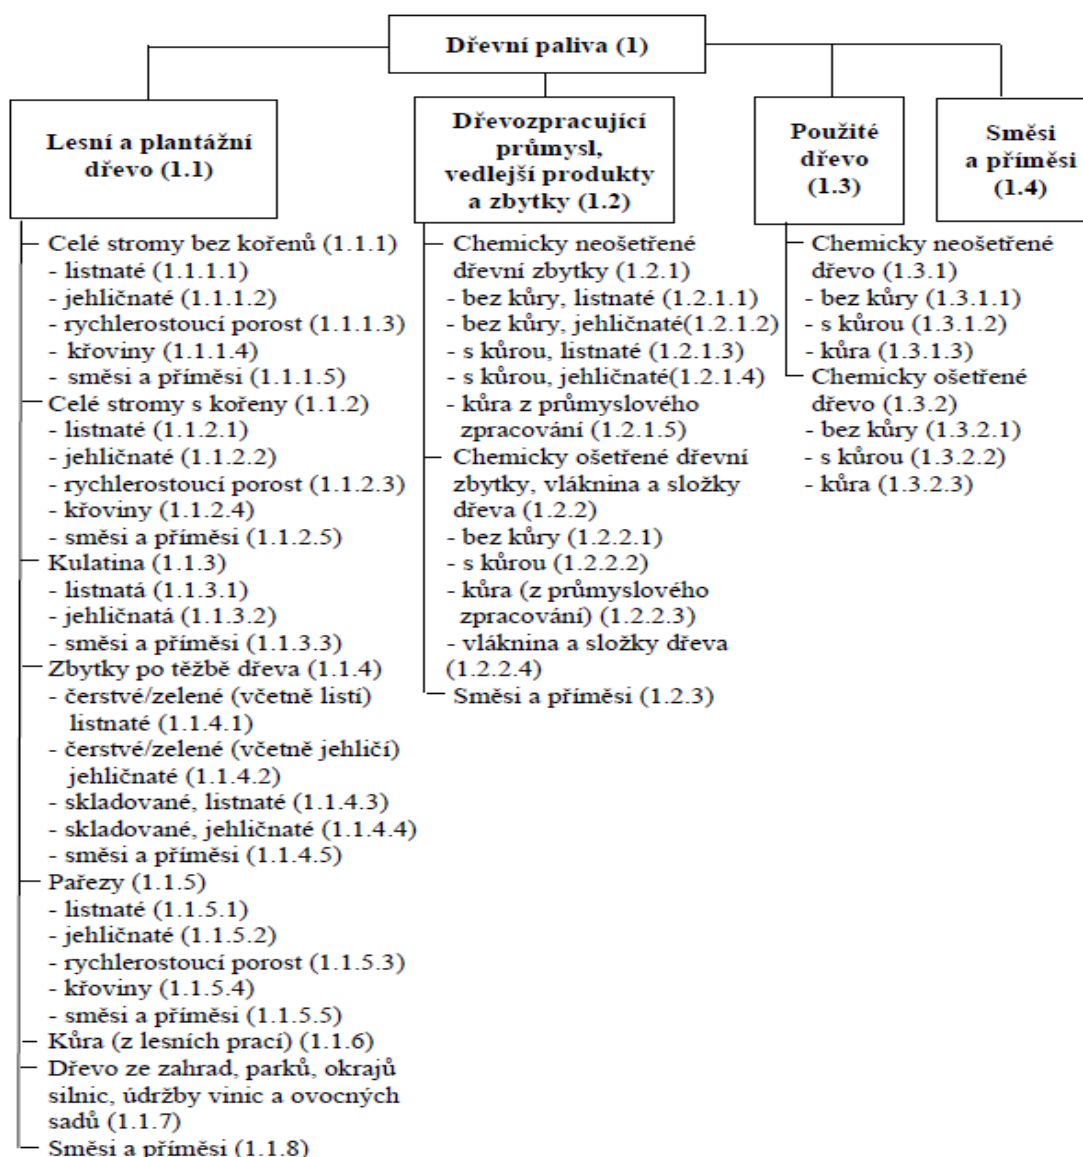 Dřevní paliva (1)
Lesní a plantážní
dřevo (1.1)
Dřevozpracující
průmysl,
vedlejší produkty
a zbytky (1.2)
Použité
dřevo
(1.3)
Směsi
a příměsi
(1.4)
Celé stromy bez kořenů (1.1.1)
- listnaté (1.1.1.1)
- jehličnaté (1.1.1.2)
- rychlerostoucí porost (1.1.1.3)
- křoviny (1.1.1.4)
- směsi a příměsi (1.1.1.5)
Celé stromy s kořeny (1.1.2)
- listnaté (1.1.2.1)
- jehličnaté (1.1.2.2)
- rychlerostoucí porost (1.1.2.3)
- křoviny (1.1.2.4)
- směsi a příměsi (1.1.2.5)
Kulatina (1.1.3)
- listnatá (1.1.3.1)
- jehličnatá (1.1.3.2)
- směsi a příměsi (1.1.3.3)
Zbytky po těžbě dřeva (1.1.4)
- čerstvé/zelené (včetně listí)
listnaté (1.1.4.1)
- čerstvé/zelené (včetně jehličí)
jehličnaté (1.1.4.2)
- skladované, listnaté (1.1.4.3)
- skladované, jehličnaté (1.1.4.4)
- směsi a příměsi (1.1.4.5)
Pařezy (1.1.5)
- listnaté (1.1.5.1)
- jehličnaté (1.1.5.2)
- rychlerostoucí porost (1.1.5.3)
- křoviny (1.1.5.4)
- směsi a příměsi (1.1.5.5)
Kůra (z lesních prací) (1.1.6)
Dřevo ze zahrad, parků, okrajů
silnic, údržby vinic a ovocných
sadů (1.1.7)
Směsi a příměsi (1.1.8)
Chemicky neošetřené
dřevní zbytky (1.2.1)
- bez kůry, listnaté (1.2.1.1)
- bez kůry, jehličnaté(1.2.1.2)
- s kůrou, listnaté (1.2.1.3)
- s kůrou, jehličnaté(1.2.1.4)
- kůra z průmyslového
zpracování (1.2.1.5)
Chemicky ošetřené dřevní
zbytky, vláknina a složky
dřeva (1.2.2)
- bez kůry (1.2.2.1)
- s kůrou (1.2.2.2)
- kůra (z průmyslového
zpracování) (1.2.2.3)
- vláknina a složky dřeva
(1.2.2.4)
Směsi a příměsi (1.2.3)
Chemicky neošetřené
dřevo (1.3.1)
- bez kůry (1.3.1.1)
- s kůrou (1.3.1.2)
- kůra (1.3.1.3)
Chemicky ošetřené
dřevo (1.3.2)
- bez kůry (1.3.2.1)
- s kůrou (1.3.2.2)
- kůra (1.3.2.3)